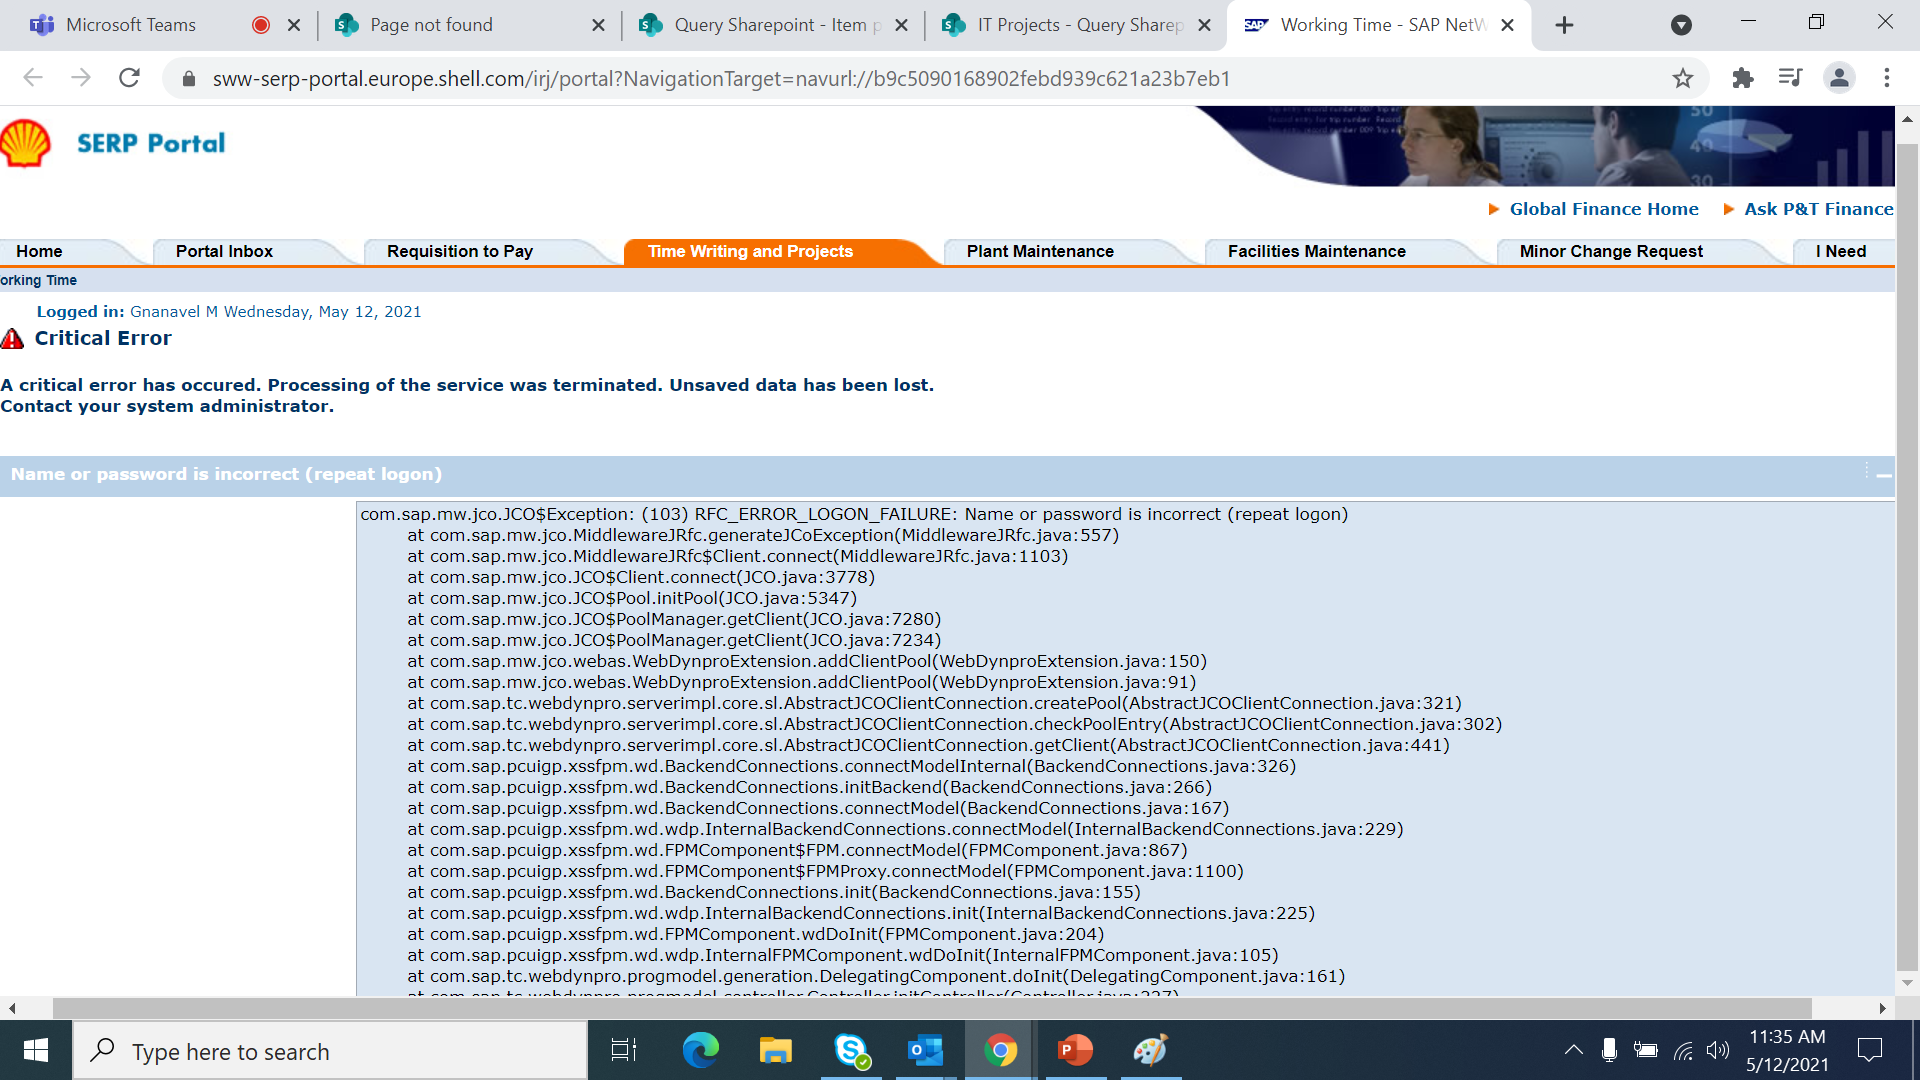 Microsoft Teams
Page not found
Query Sharepoint - Item p
IT Projects - Query Sharep
Working Time - SAP NetW
sww-serp-portal.europe.shell.com/irj/portal?NavigationTarget=navurl://b9c5090168902febd939c621a23b7eb1
SERP Portal
Global Finance Home
Ask P&T Finance
Home
Portal Inbox
Requisition to Pay
Time Writing and Projects
Plant Maintenance
Facilities Maintenance
Minor Change Request
I Need
orking Time
Logged in: Gnanavel M Wednesday, May 12, 2021
Critical Error
A critical error has occured. Processing of the service was terminated. Unsaved data has been lost.
Contact your system administrator.
Name or password is incorrect (repeat logon)
com.sap.mw.jco.JCO$Exception: (103) RFC_ERROR_LOGON_FAILURE: Name or password is incorrect (repeat logon)
at com.sap.mw.jco.MiddlewareJRfc.generateJCoException(MiddlewareJRfc.java:557)
at com.sap.mw.jco.MiddlewareJRfc$Client.connect(MiddlewareJRfc.java:1103)
at com.sap.mw.jco.JCO$Client.connect(JCO.java:3778)
at com.sap.mw.jco.JCO$Pool.initPool(JCO.java:5347)
at com.sap.mw.jco.JCO$PoolManager.getClient(JCO.java:7280)
at com.sap.mw.jco.JCO$PoolManager.getClient(JCO.java:7234)
at com.sap.mw.jco.webas.WebDynproExtension.addClientPool(WebDynproExtension.java:150)
at com.sap.mw.jco.webas.WebDynproExtension.addClientPool(WebDynproExtension.java:91)
at com.sap.tc.webdynpro.serverimpl.core.sl.AbstractJCOClientConnection.createPool(AbstractJCOClientConnection.java:321)
at com.sap.tc.webdynpro.serverimpl.core.sl.AbstractJCOClientConnection.checkPoolEntry(AbstractJCOClientConnection.java:302)
at com.sap.tc.webdynpro.serverimpl.core.sl.AbstractJCOClientConnection.getClient(AbstractJCOClientConnection.java:441)
at com.sap.pcuigp.xssfpm.wd.BackendConnections.connectModelInternal(BackendConnections.java:326)
at com.sap.pcuigp.xssfpm.wd.BackendConnections.initBackend(BackendConnections.java:266)
at com.sap.pcuigp.xssfpm.wd.BackendConnections.connectModel(BackendConnections.java:167)
at com.sap.pcuigp.xssfpm.wd.wdp.InternalBackendConnections.connectModel(InternalBackendConnections.java:229)
at com.sap.pcuigp.xssfpm.wd.FPMComponent$FPM.connectModel(FPMComponent.java:867)
at com.sap.pcuigp.xssfpm.wd.FPMComponent$FPMProxy.connectModel(FPMComponent.java:1100)
at com.sap.pcuigp.xssfpm.wd.BackendConnections.init(BackendConnections.java:155)
at com.sap.pcuigp.xssfpm.wd.wdp.InternalBackendConnections.init(InternalBackendConnections.java:225)
at com.sap.pcuigp.xssfpm.wd.FPMComponent.wdDoInit(FPMComponent.java:204)
at com.sap.pcuigp.xssfpm.wd.wdp.InternalFPMComponent.wdDoInit(InternalFPMComponent.java:105)
at com.sap.tc.webdynpro.progmodel.generation.DelegatingComponent.doInit(DelegatingComponent.java:161)
at com.sap.tc.webdynpro.progmodel.controller.Controller.initController(Controller.java:227)
Type here to search
11:35 AM
5/12/2021